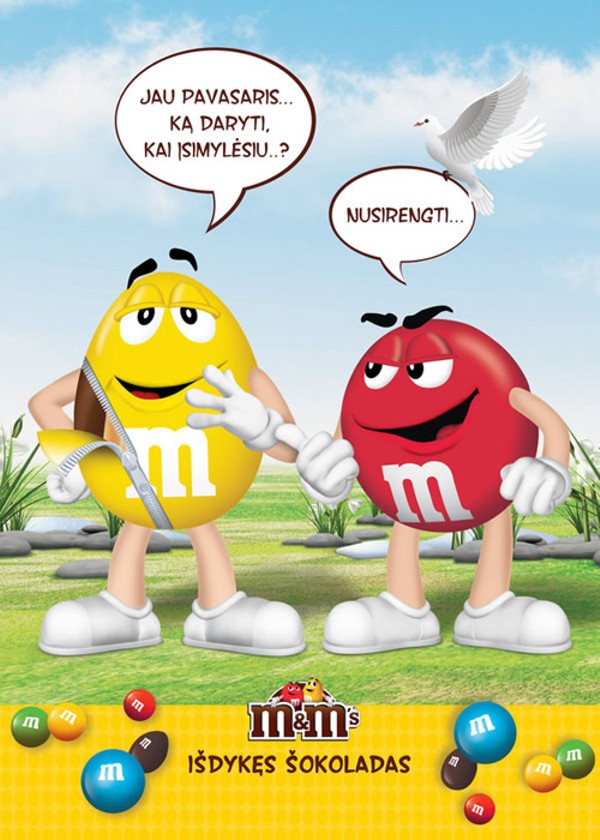 JAU PAVASARIS...
KĄ DARYTI,
KAI ĮSIMYLĖSIU..?
NUSIRENGTI...
m
m
m&m's
IŠDYKĘS ŠOKOLADAS
m
m
m
m
m
m
m
m
m
m